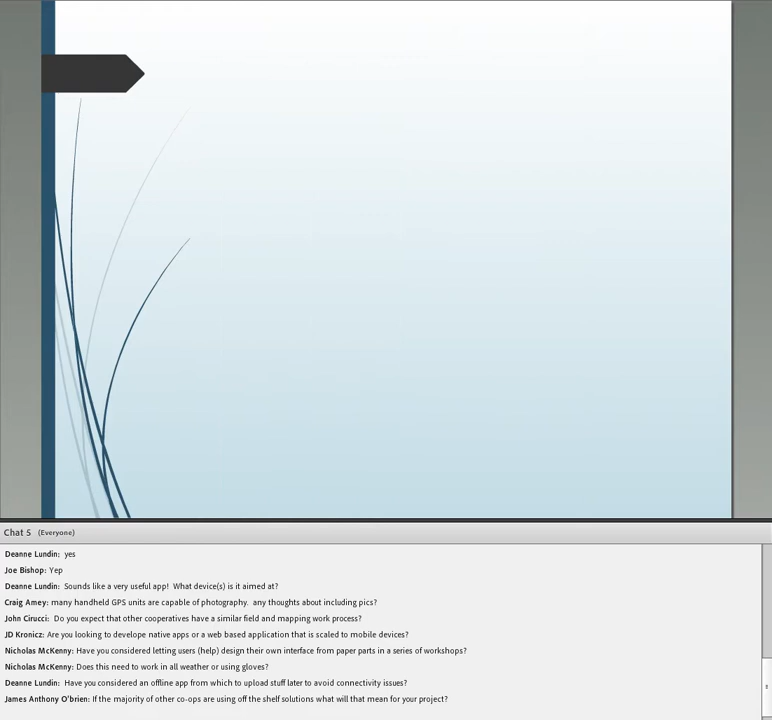 Chat 5 (Everyone)
Deanne Lundin: yes
Joe Bishop: Yep
Deanne Lundin: Sounds like a very useful app! What device(s) is it aimed at?
Craig Amey: many handheld GPS units are capable of photography. any thoughts about including pics?
John Cirucci: Do you expect that other cooperatives have a similar field and mapping work process?
JD Kronicz: Are you looking to develope native apps or a web based application that is scaled to mobile devices?
Nicholas McKenny: Have you considered letting users (help) design their own interface from paper parts in a series of workshops?
Nicholas McKenny: Does this need to work in all weather or using gloves?
Deanne Lundin: Have you considered an offline app from which to upload stuff later to avoid connectivity issues?
James Anthony O'brien: If the majority of other co-ops are using off the shelf solutions what will that mean for your project?